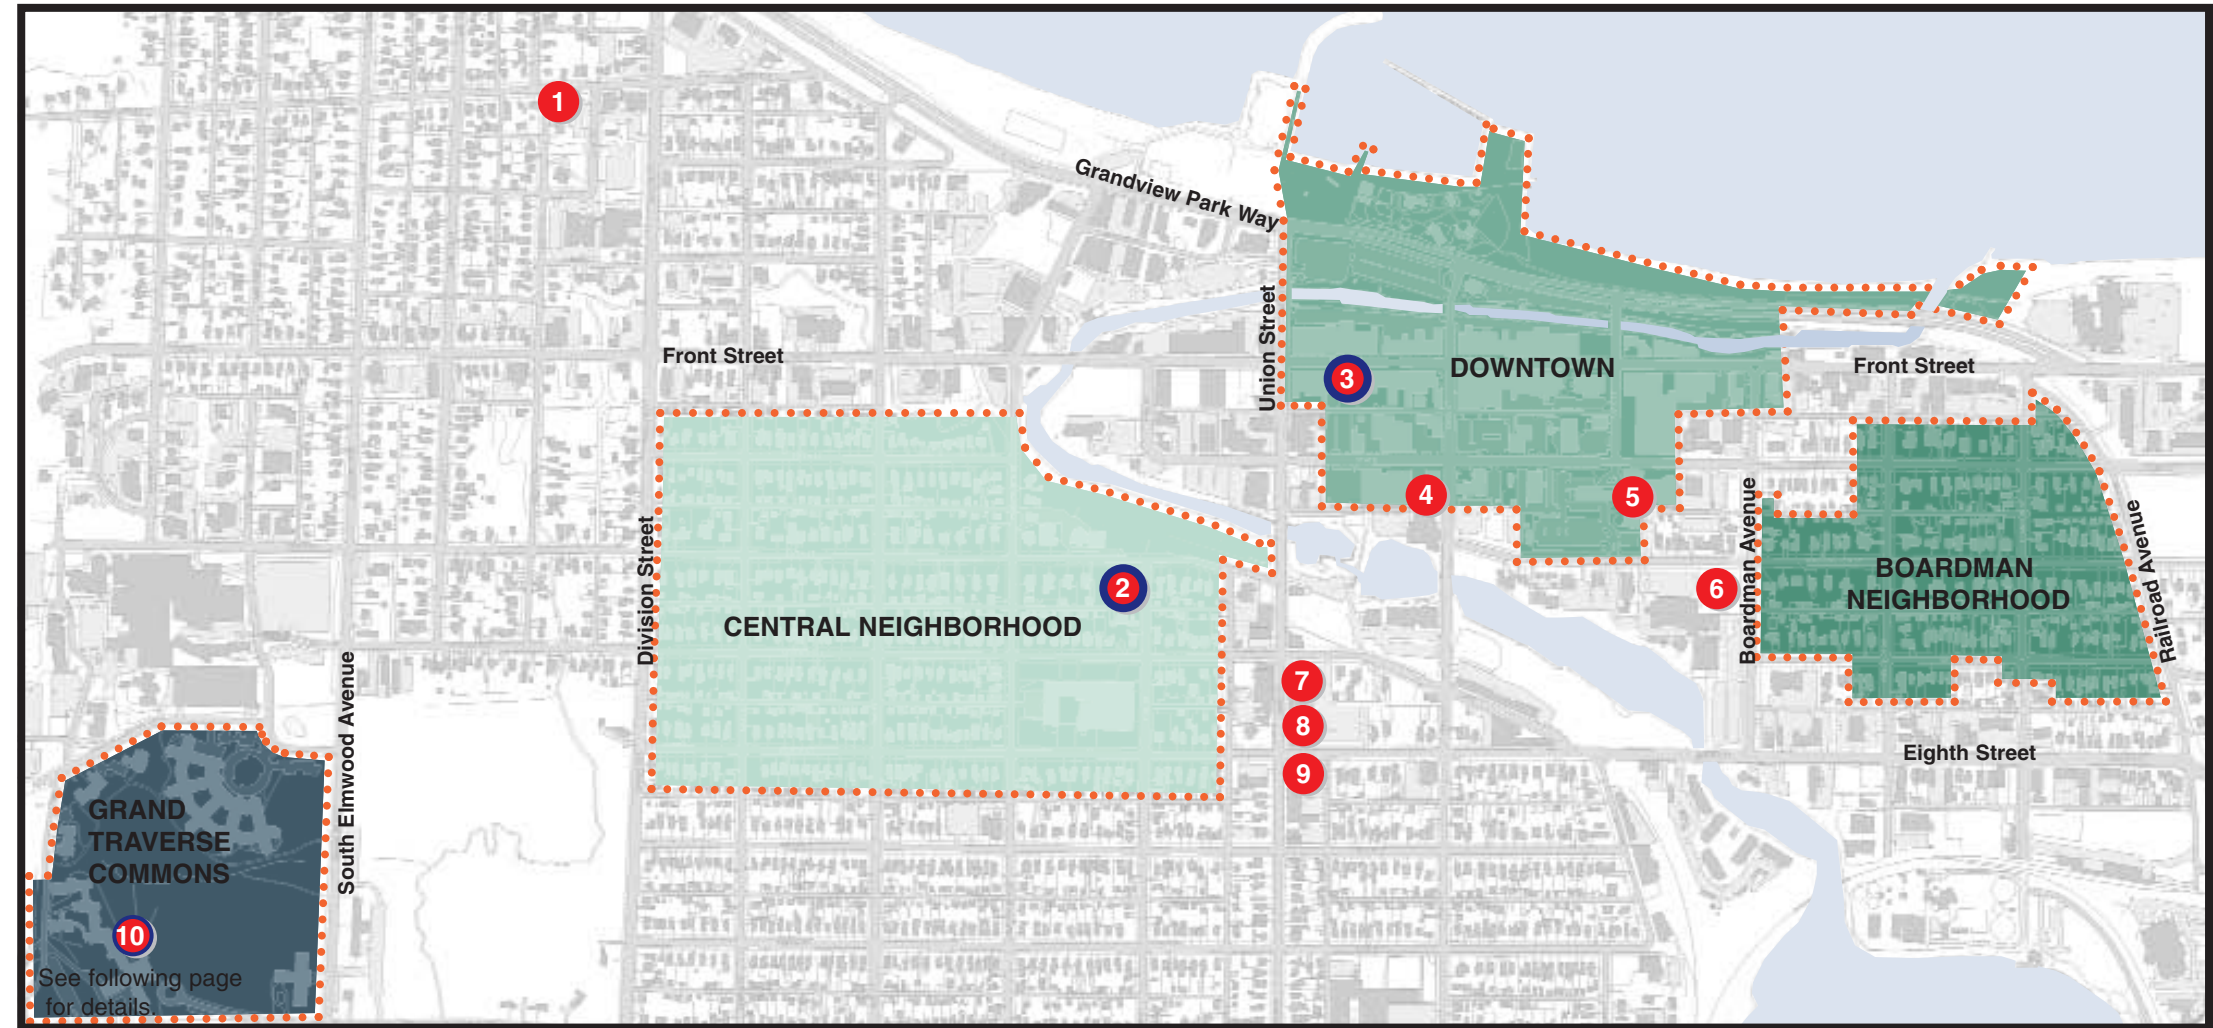 1
Grandview Park Way
Union Street
Front Street
3
DOWNTOWN
Front Street
4
5
Boardman Avenue
Railroad Avenue
Division Street
2
6
BOARDMAN
NEIGHBORHOOD
CENTRAL NEIGHBORHOOD
7
8
9
Eighth Street
South Elmwood Avenue
GRAND
TRAVERSE
COMMONS
10
See following page
for details.